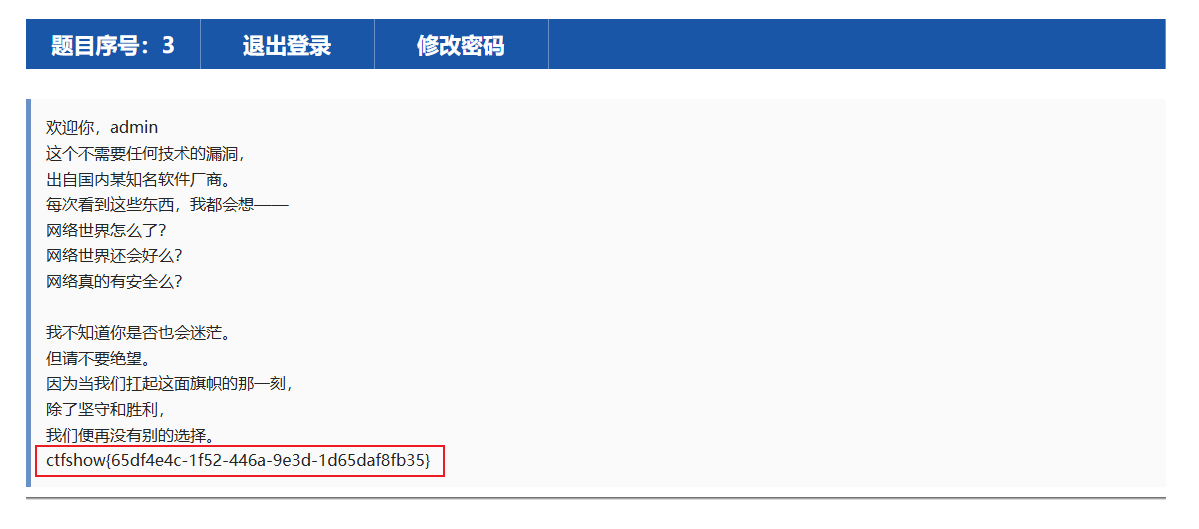 题目序号：3 退出登录 修改密码
欢迎你，admin
这个不需要任何技术的漏洞，
出自国内某知名软件厂商。
每次看到这些东西，我都会想——
网络世界怎么了?
网络世界还会好么?
网络真的有安全么?
我不知道你是否也会迷茫。
但请不要绝望。
因为当我们扛起这面旗帜的那一刻，
除了坚守和胜利，
我们便再没有别的选择。
ctfshow{65df4e4c-1f52-446a-9e3d-1d65daf8fb35}